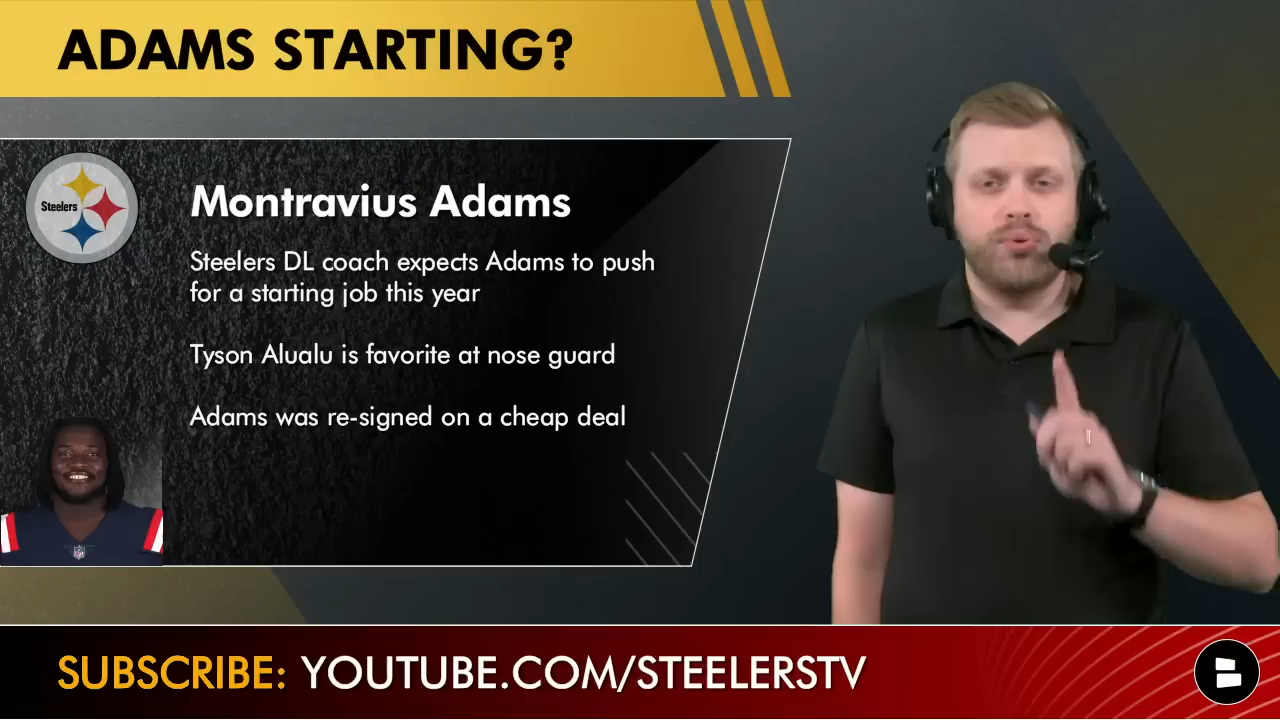 ADAMS STARTING?
Steelers
Montravius Adams
Steelers DL coach expects Adams to push
for a starting job this year
Tyson Alualu is favorite at nose guard
Adams was re-signed on a cheap deal
SUBSCRIBE: YOUTUBE.COM/STEELERSTV